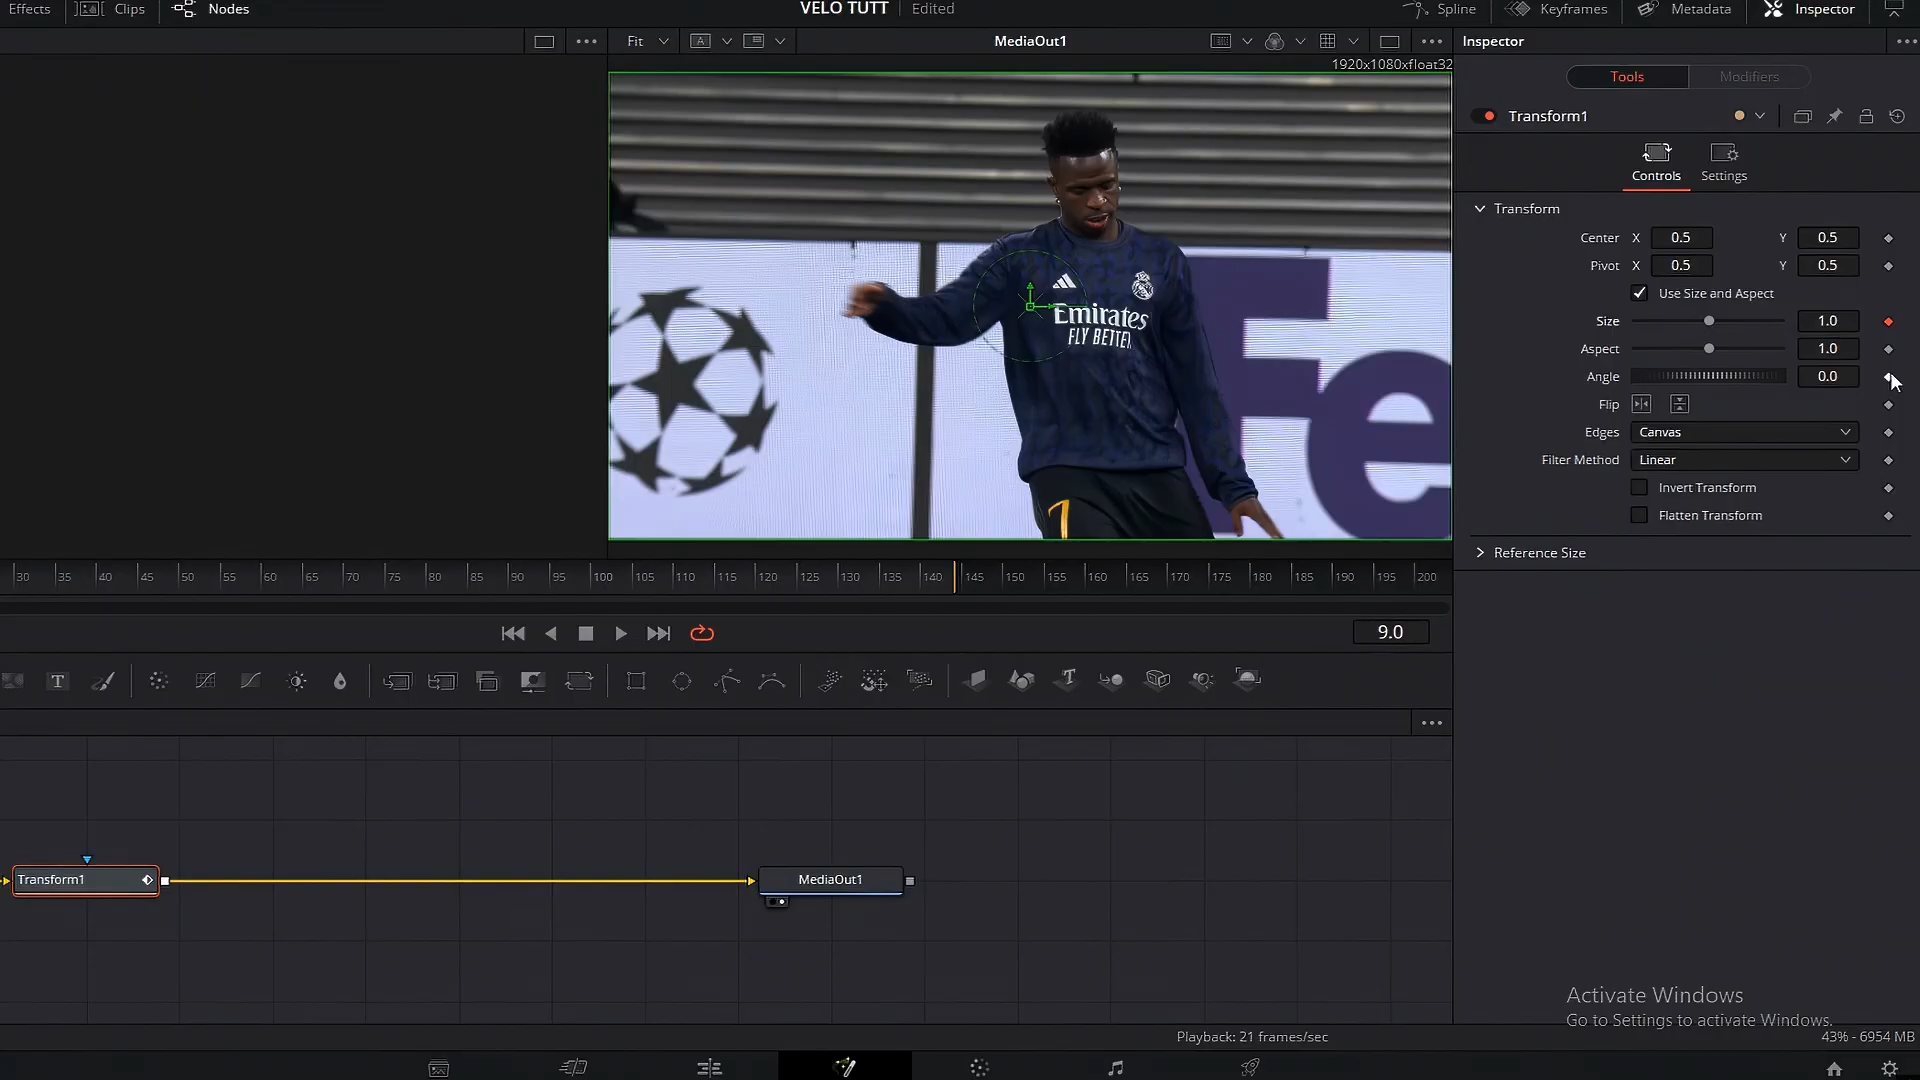 Effects
Clips
Nodes
VELO TUTT
Edited
Spline
Keyframes
Metadata
Inspector
Fit
MediaOut1
Inspector
1920x1080xfloat32
Tools
Modifiers
Transform1
Controls
Settings
Transform
Center X 0.5 Y 0.5
Pivot X 0.5 Y 0.5
Use Size and Aspect
Size 1.0
Aspect 1.0
Angle 0.0
Flip
Edges Canvas
Filter Method Linear
Invert Transform
Flatten Transform
Reference Size
Emirates
FLY BETTER
7
Fe
30 35 40 45 50 55 60 65 70 75 80 85 90 95 100 105 110 115 120 125 130 135 140 145 150 155 160 165 170 175 180 185 190 195 200
9.0
T
Transform1
MediaOut1
Activate Windows
Go to Settings to activate Windows.
Playback: 21 frames/sec
43% - 6954 MB